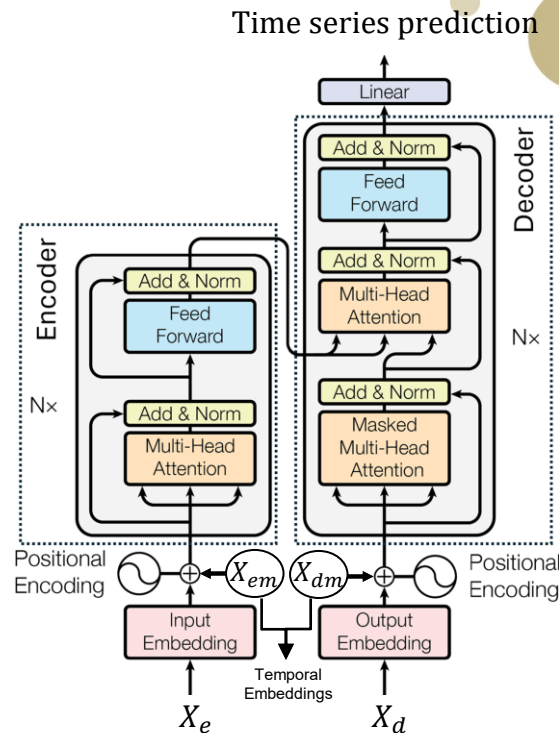 Time series prediction
Linear
Decoder
Add & Norm
Feed
Forward
Add & Norm
Multi-Head
Attention
N×
Add & Norm
Masked
Multi-Head
Attention
Encoder
Add & Norm
Feed
Forward
N×
Add & Norm
Multi-Head
Attention
Positional
Encoding
X_em
X_dm
Positional
Encoding
Input
Embedding
Output
Embedding
Temporal
Embeddings
X_e
X_d